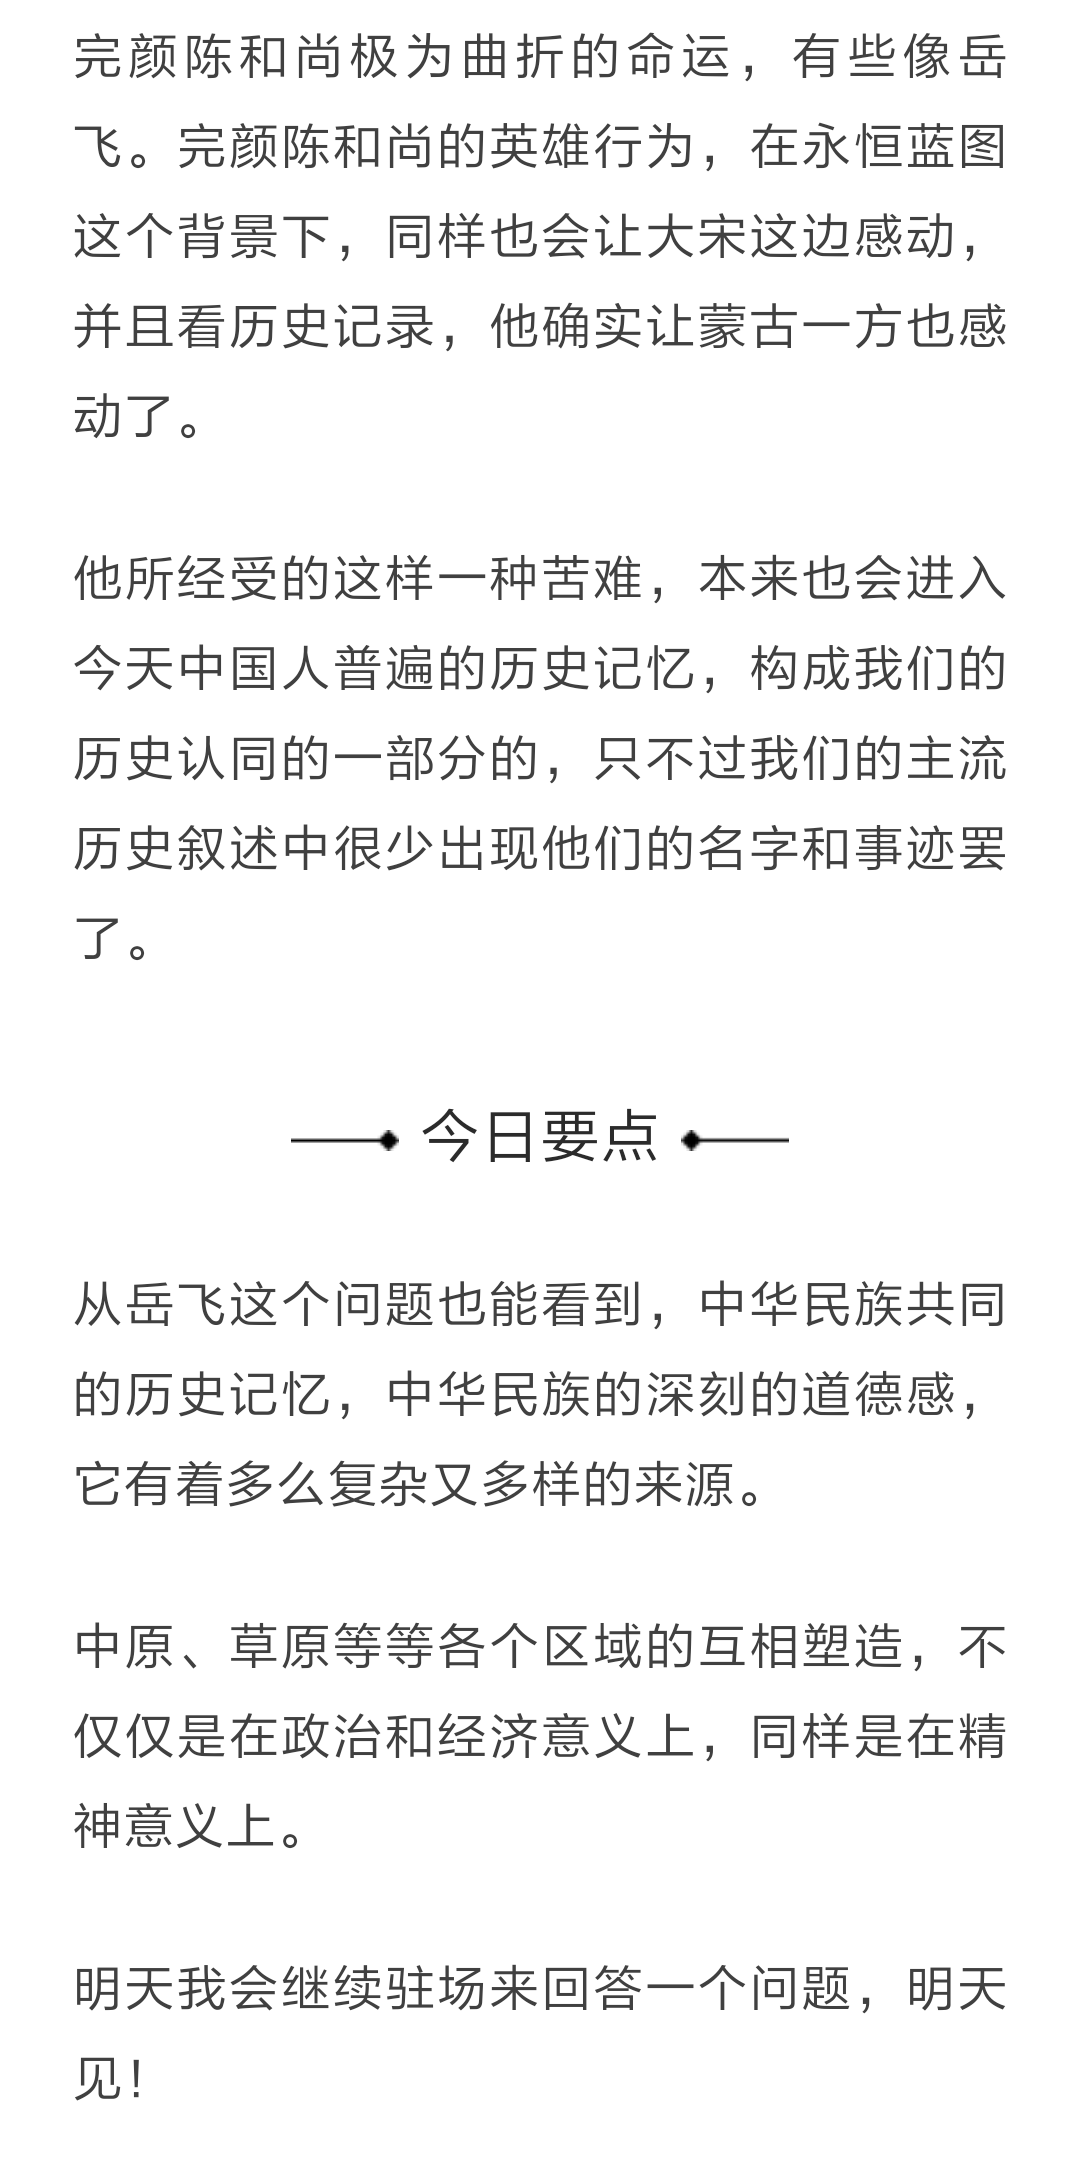 完颜陈和尚极为曲折的命运，有些像岳
飞。完颜陈和尚的英雄行为，在永恒蓝图
这个背景下，同样也会让大宋这边感动，
并且看历史记录，他确实让蒙古一方也感
动了。
他所经受的这样一种苦难，本来也会进入
今天中国人普遍的历史记忆，构成我们的
历史认同的一部分的，只不过我们的主流
历史叙述中很少出现他们的名字和事迹罢
了。
今日要点
从岳飞这个问题也能看到，中华民族共同
的历史记忆，中华民族的深刻的道德感，
它有着多么复杂又多样的来源。
中原、草原等等各个区域的互相塑造，不
仅仅是在政治和经济意义上，同样是在精
神意义上。
明天我会继续驻场来回答一个问题，明天
见！